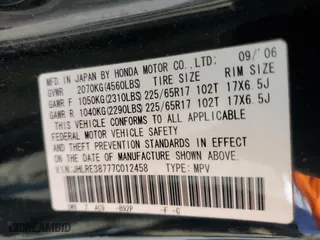 MFD. IN JAPAN BY HONDA MOTOR CO.,LTD: 09/'06
GVWR 2070KG(4560LBS) TIRE SIZE RIM SIZE
GAWR F 1050KG(2310LBS) 225/65R17 102T 17X6.5J
GAWR R 1040KG(2290LBS) 225/65R17 102T 17X6.5J
THIS VEHICLE CONFORMS TO ALL APPLICABLE
FEDERAL MOTOR VEHICLE SAFETY
AND THEFT PREVENTION STANDARDS IN EFFECT ON
THE DATE OF MANUFACTURE SHOWN ABOVE.
V.I.N:JHLRE38777C012458 TYPE: MPV
-B92P -F -C